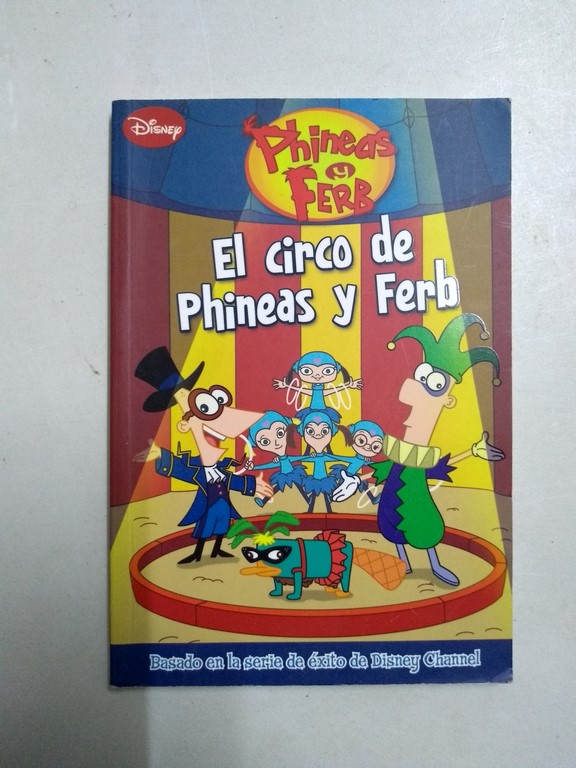 Disney
Phineas
y
Ferb
El circo de
Phineas y Ferb
Basado en la serie de éxito de Disney Channel